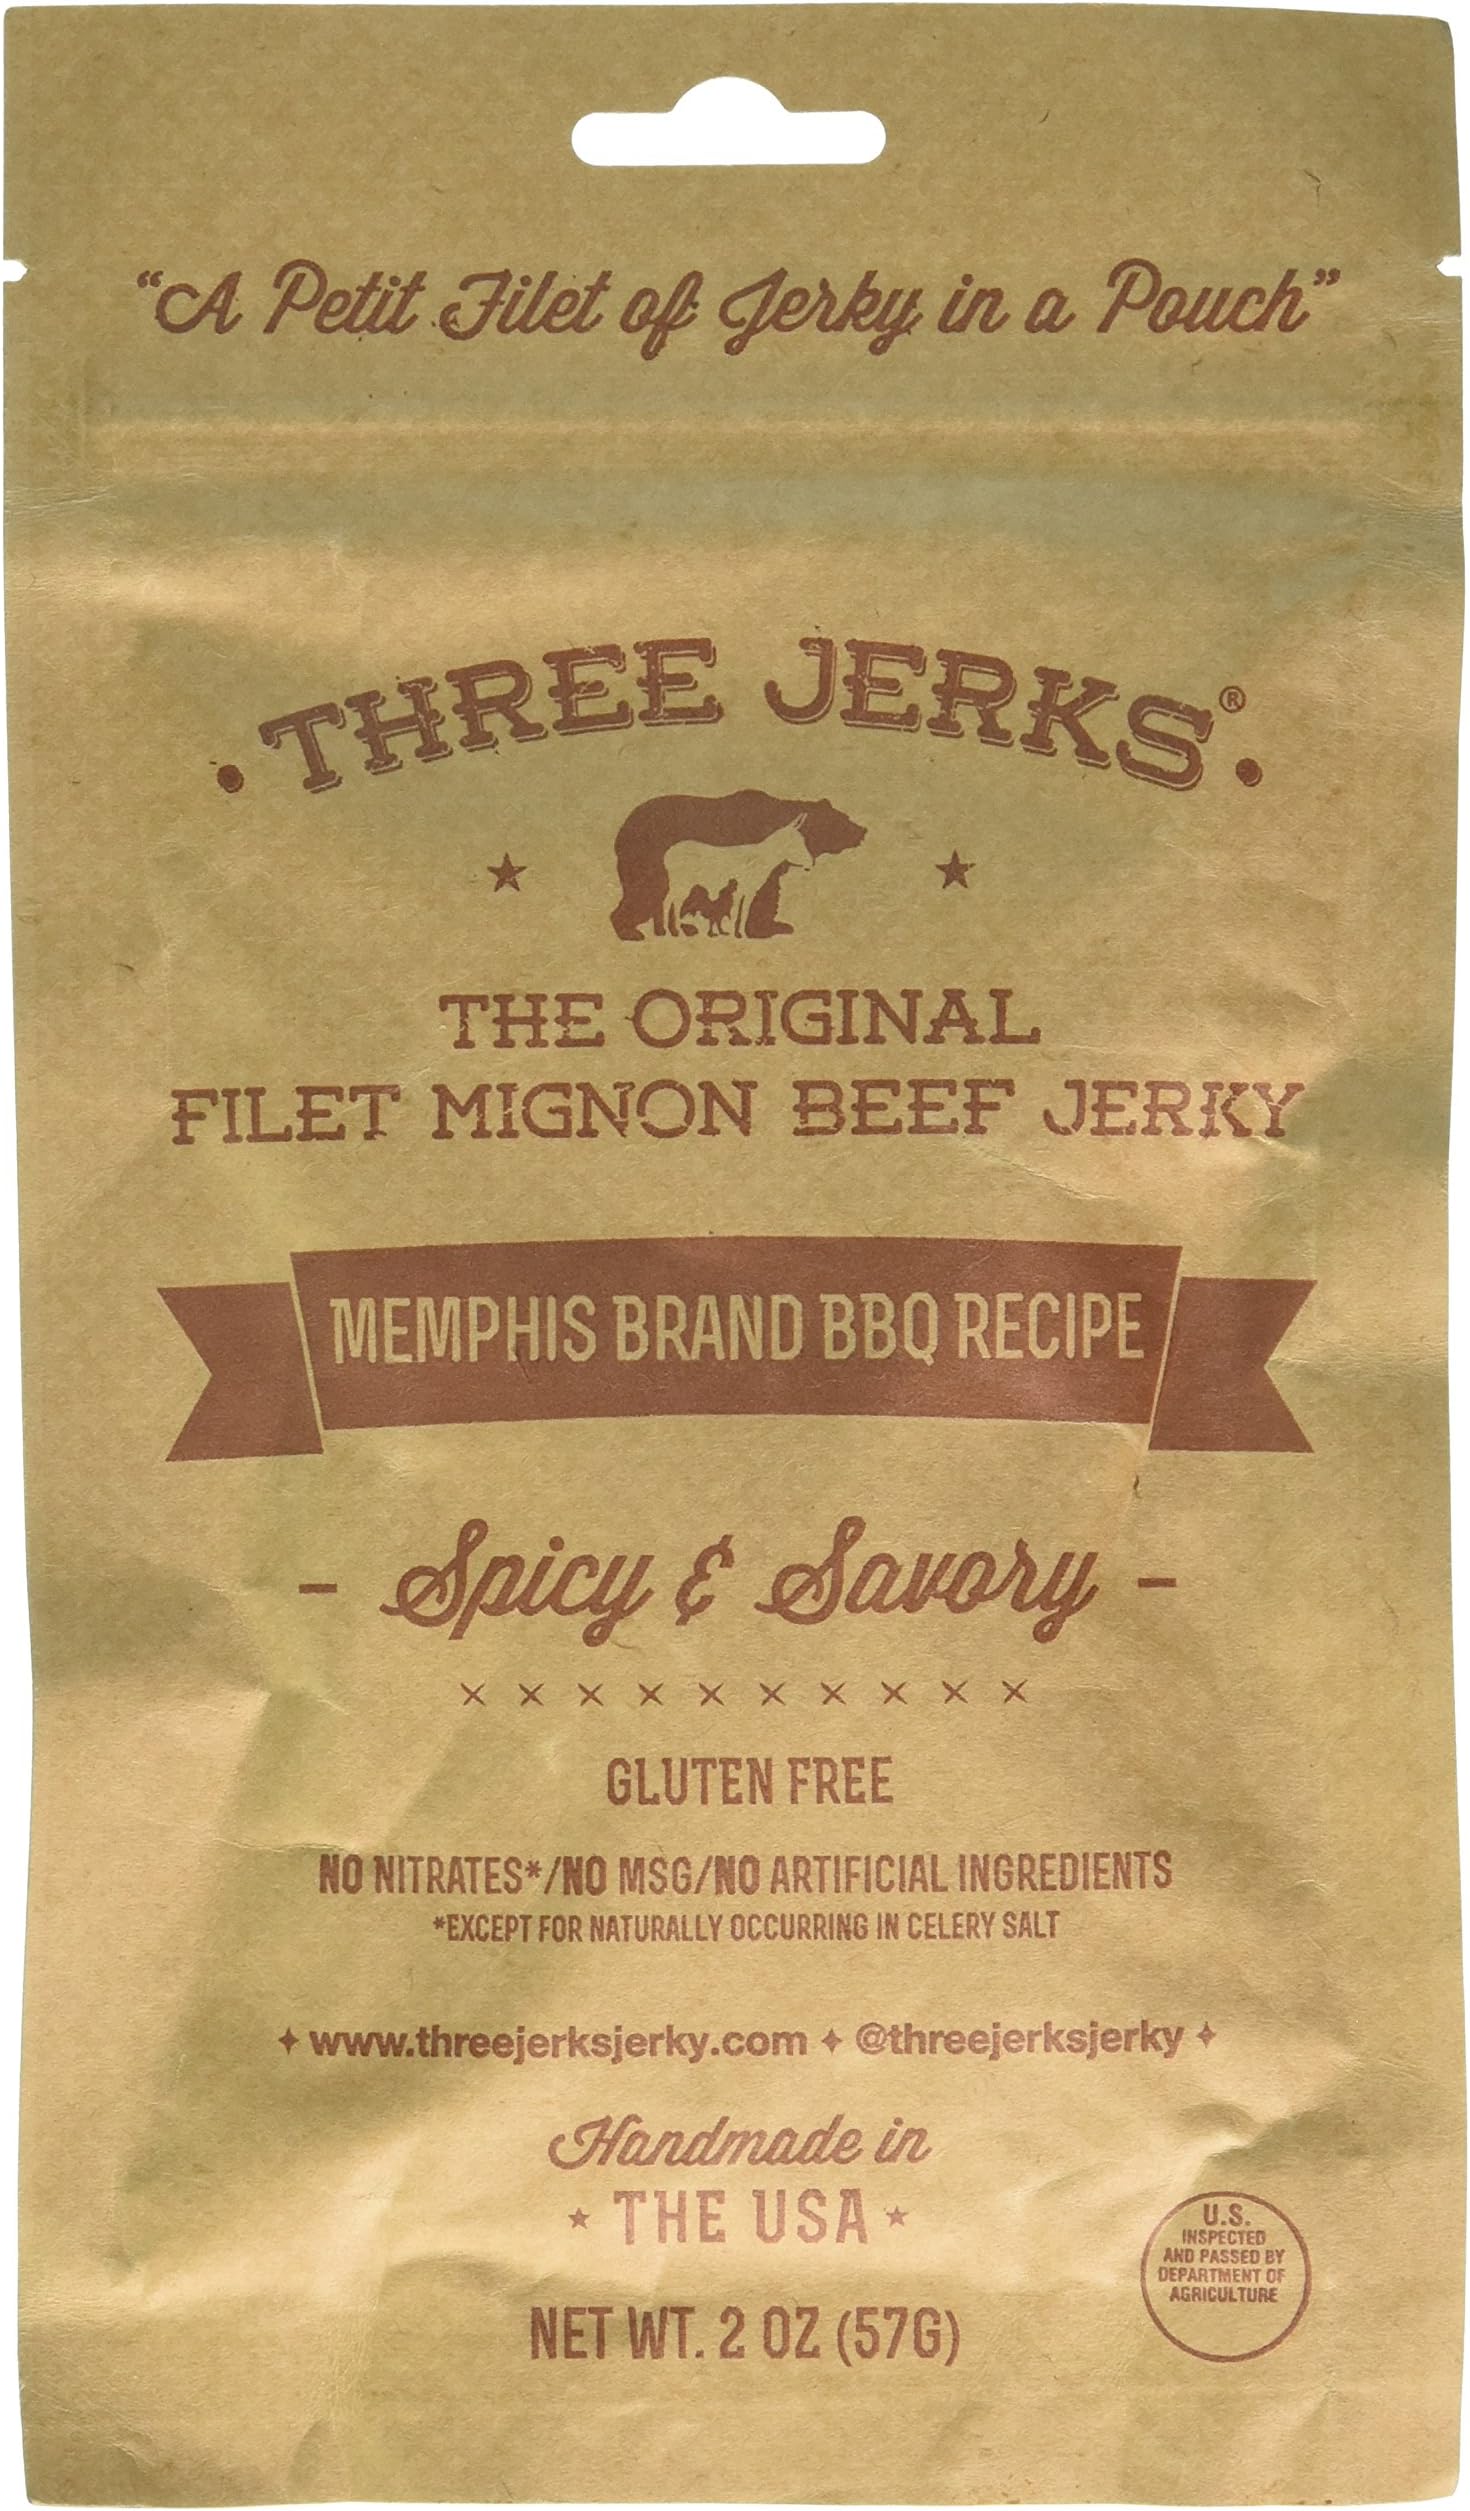 "A Petit Filet of Jerky in a Pouch"
THREE JERKS®
THE ORIGINAL
FILET MIGNON BEEF JERKY
MEMPHIS BRAND BBQ RECIPE
- Spicy & Savory -
× × × × × × × × × ×
GLUTEN FREE
NO NITRATES*/NO MSG/NO ARTIFICIAL INGREDIENTS
*EXCEPT FOR NATURALLY OCCURRING IN CELERY SALT
www.threejerksjerky.com @threejerksjerky
Handmade in
THE USA
U.S.
INSPECTED
AND PASSED BY
DEPARTMENT OF
AGRICULTURE
NET WT. 2 OZ (57G)